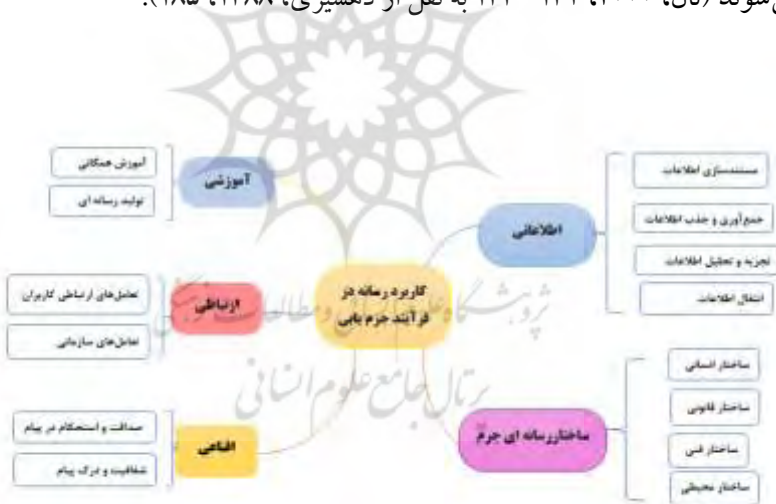 آموزشی
آموزش همگانی
تولید رسانه ای
ارتباطی
تعامل‌های ارتباطی کاربران
تعامل‌های سازمانی
اقناعی
صداقت و استحکام در پیام
شفافیت و درک پیام
کاربرد رسانه در
فرآیند جرم یابی
اطلاعاتی
مستندسازی اطلاعات
جمع‌آوری و جذب اطلاعات
تجزیه و تحلیل اطلاعات
انتقال اطلاعات
ساختاررسانه ای جرم
ساختار انسانی
ساختار قانونی
ساختار فنی
ساختار محیطی
پژوهشگاه علوم انسانی و مطالعات فرهنگی
پرتال جامع علوم انسانی